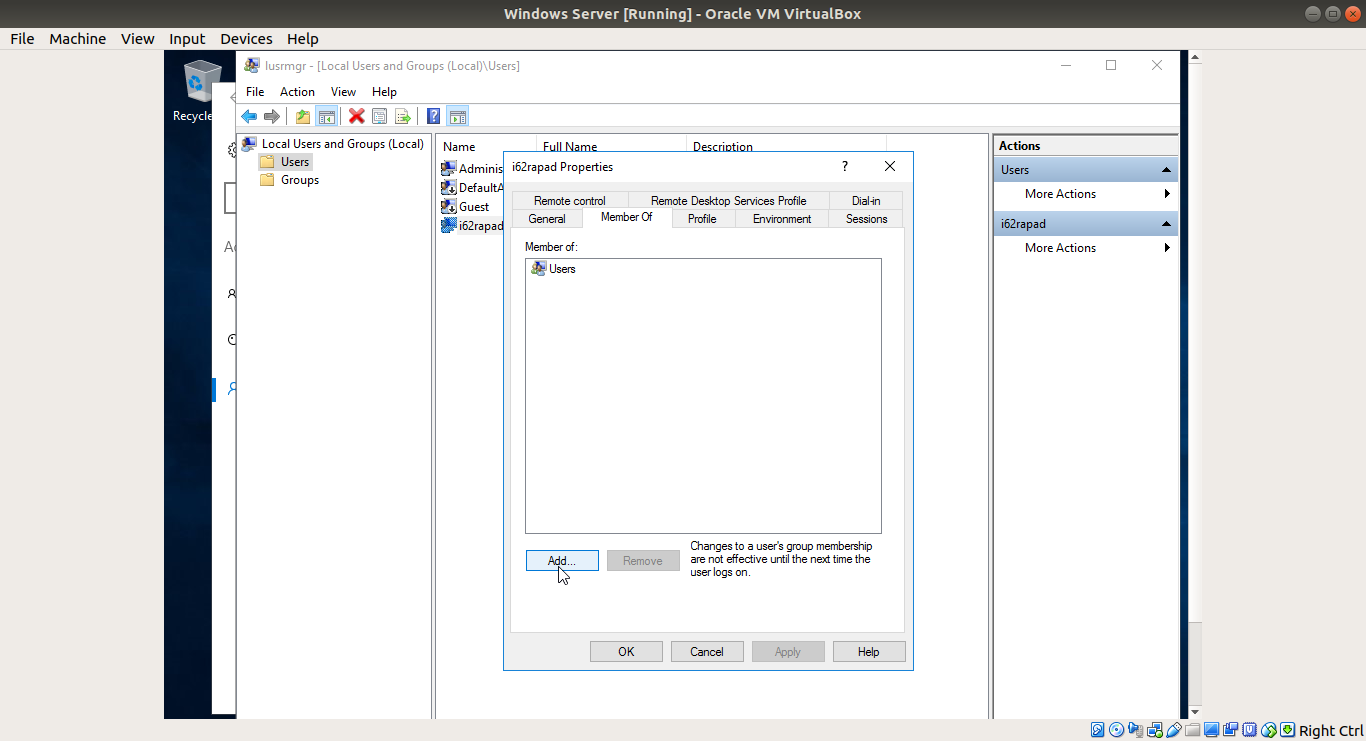 Windows Server [Running] - Oracle VM VirtualBox
File Machine View Input Devices Help
Recycle
lusrmgr - [Local Users and Groups (Local)\Users]
File Action View Help
Local Users and Groups (Local)
Users
Groups
Name Full Name Description
Adminis
DefaultA
Guest
i62rapad
i62rapad Properties
Remote control Remote Desktop Services Profile Dial-in
General Member Of Profile Environment Sessions
Member of:
Users
Add... Remove
Changes to a user's group membership
are not effective until the next time the
user logs on.
OK Cancel Apply Help
Actions
Users
More Actions
i62rapad
More Actions
Right Ctrl